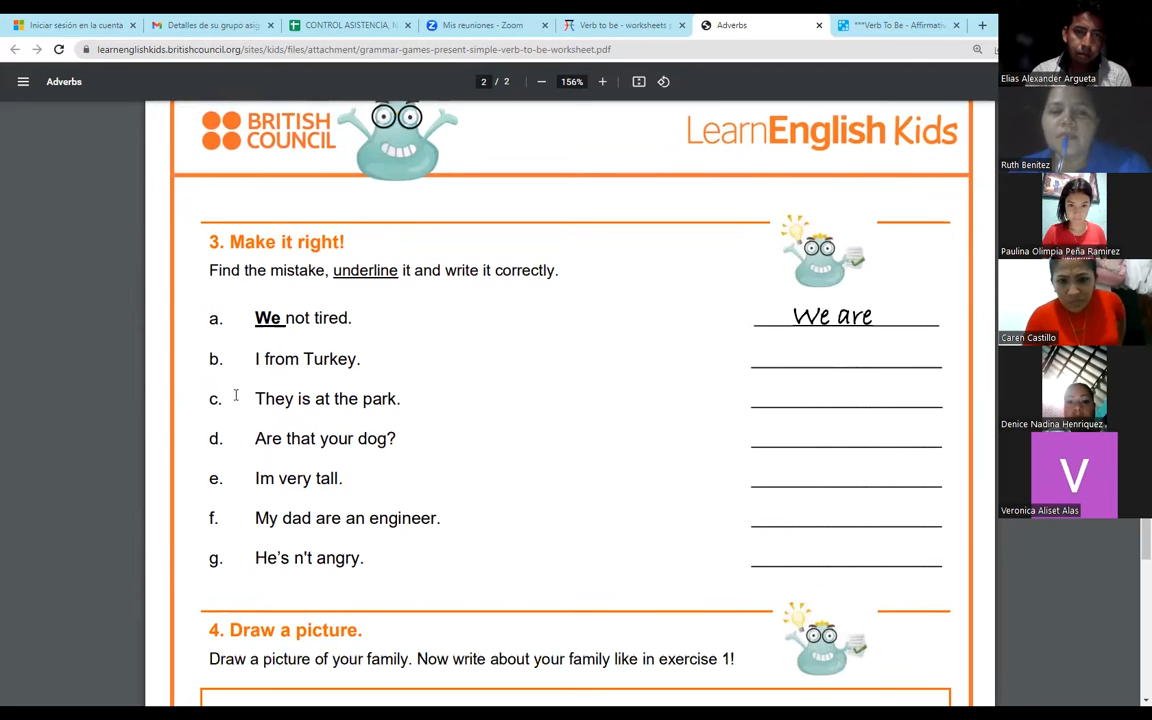 Iniciar sesión en la cuenta
Detalles de su grupo asig
CONTROL ASISTENCIA, N
Mis reuniones - Zoom
Verb to be - worksheets p
Adverbs
***Verb To Be - Affirmati
learnenglishkids.britishcouncil.org/sites/kids/files/attachment/grammar-games-present-simple-verb-to-be-worksheet.pdf
Adverbs
2 / 2
156%
BRITISH
COUNCIL
LearnEnglish Kids
3. Make it right!
Find the mistake, underline it and write it correctly.
a. We not tired. We are
b. I from Turkey.
c. They is at the park.
d. Are that your dog?
e. Im very tall.
f. My dad are an engineer.
g. He's n't angry.
4. Draw a picture.
Draw a picture of your family. Now write about your family like in exercise 1!
Elias Alexander Argueta
Ruth Benitez
Paulina Olimpia Peña Ramirez
Caren Castillo
Denice Nadina Henriquez
V
Veronica Aliset Alas